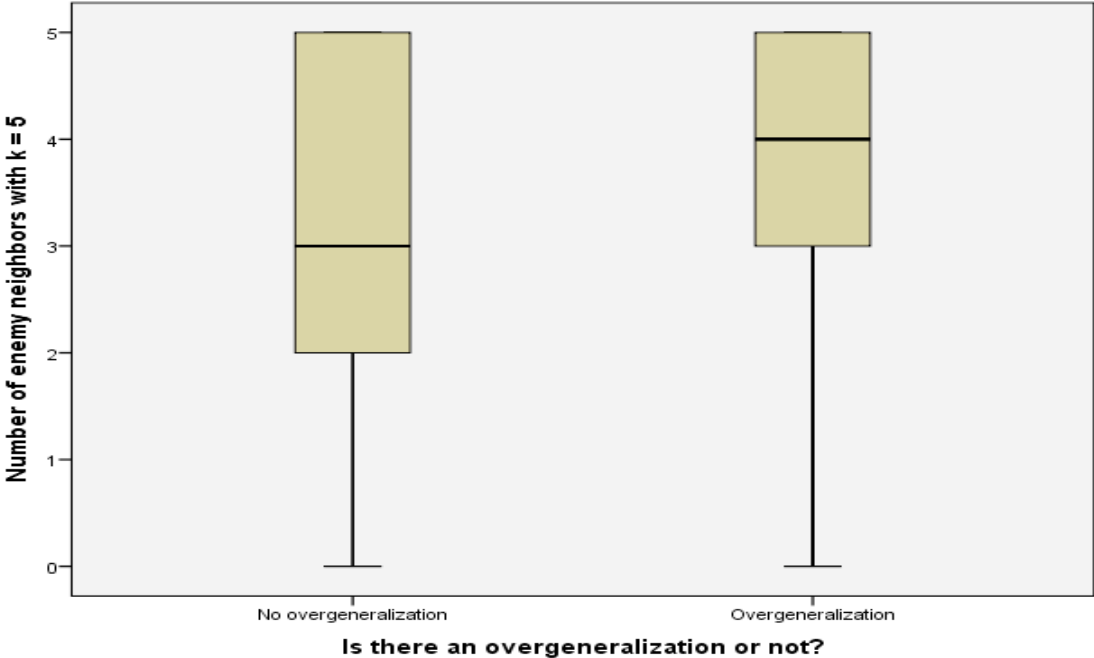 Number of enemy neighbors with k = 5
5
4
3
2
1
0
No overgeneralization
Overgeneralization
Is there an overgeneralization or not?